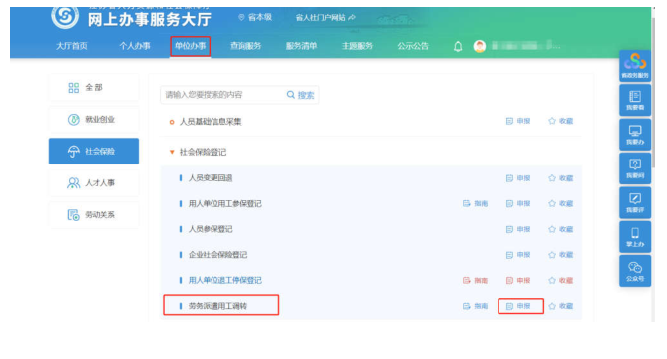 网上办事服务大厅
省本级
省人社厅门户网站
大厅首页 个人办事 单位办事 查询服务 服务清单 主题服务 公示公告
省政务服务
我要看
我要办
我要问
我要评
掌上办
公众号
全部
就业创业
社会保险
人才人事
劳动关系
请输入您要搜索的内容 搜索
人员基础信息采集 申报 收藏
社会保险登记
人员变更回退 申报 收藏
用人单位用工参保登记 指南 申报 收藏
人员参保登记 申报 收藏
企业社会保险登记 申报 收藏
用人单位退工停保登记 指南 申报 收藏
劳务派遣用工调转 指南 申报 收藏